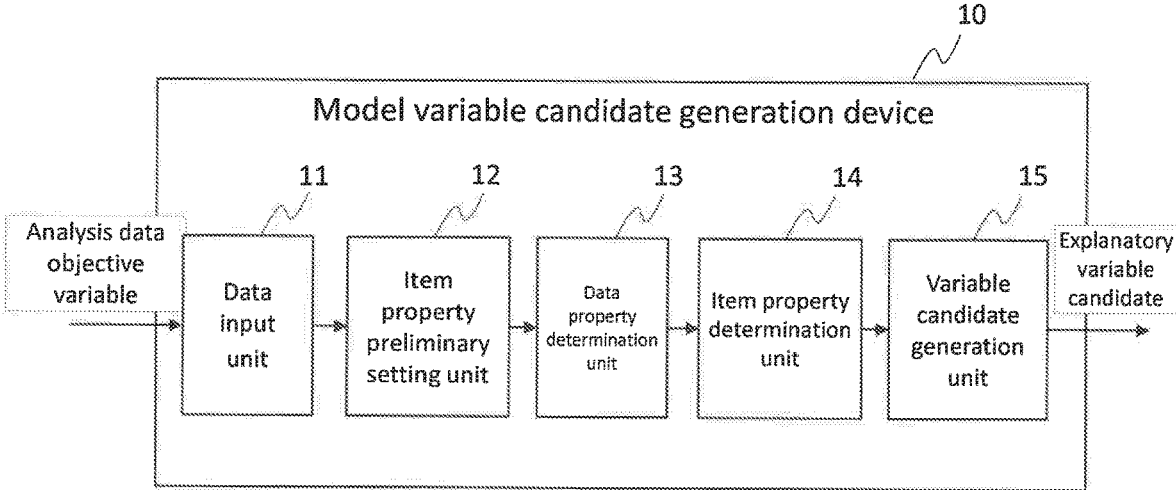 10
Model variable candidate generation device
11
12
13
14
15
Analysis data
objective
variable
Data
input
unit
Item
property
preliminary
setting unit
Data
property
determination
unit
Item property
determination
unit
Variable
candidate
generation
unit
Explanatory
variable
candidate